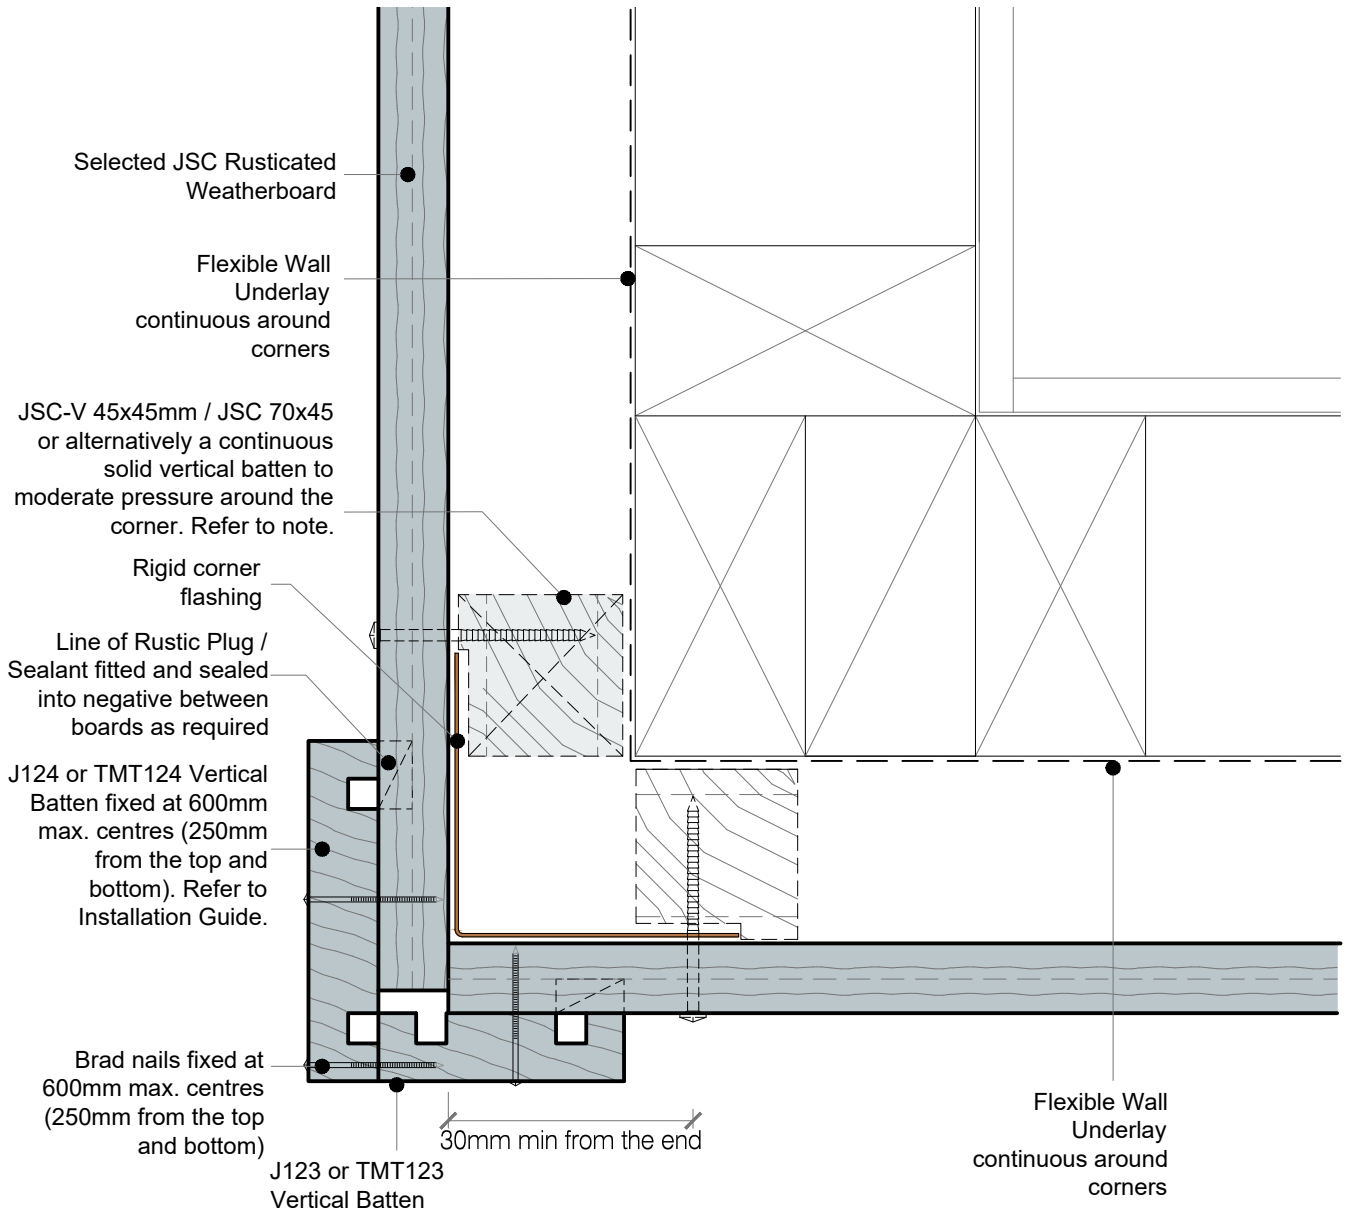 Selected JSC Rusticated
Weatherboard
Flexible Wall
Underlay
continuous around
corners
JSC-V 45x45mm / JSC 70x45
or alternatively a continuous
solid vertical batten to
moderate pressure around the
corner. Refer to note.
Rigid corner
flashing
Line of Rustic Plug /
Sealant fitted and sealed
into negative between
boards as required
J124 or TMT124 Vertical
Batten fixed at 600mm
max. centres (250mm
from the top and
bottom). Refer to
Installation Guide.
Brad nails fixed at
600mm max. centres
(250mm from the top
and bottom)
J123 or TMT123
Vertical Batten
30mm min from the end
Flexible Wall
Underlay
continuous around
corners